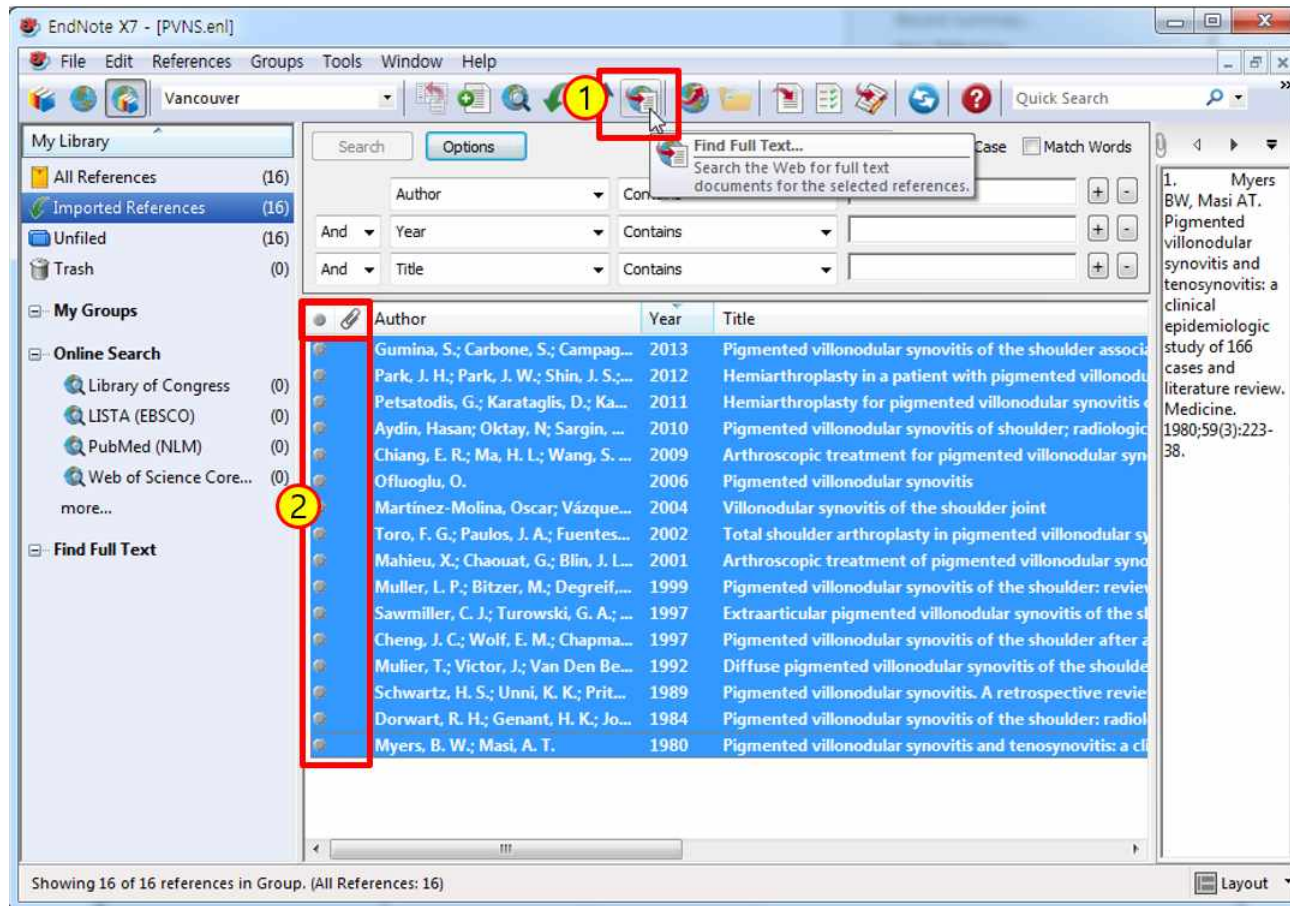 EndNote X7 - [PVNS.enl]
File Edit References Groups Tools Window Help
Vancouver
1
Quick Search
Find Full Text...
Search the Web for full text
documents for the selected references.
My Library
All References (16)
Imported References (16)
Unfiled (16)
Trash (0)
My Groups
Online Search
Library of Congress (0)
LISTA (EBSCO) (0)
PubMed (NLM) (0)
Web of Science Core... (0)
more...
Find Full Text
2
Search Options Case Match Words
Author
And Year Contains
And Title Contains
Author Year Title
Gumina, S.; Carbone, S.; Campag... 2013 Pigmented villonodular synovitis of the shoulder associa
Park, J. H.; Park, J. W.; Shin, J. S.;... 2012 Hemiarthroplasty in a patient with pigmented villonodu
Petsatodis, G.; Karataglis, D.; Ka... 2011 Hemiarthroplasty for pigmented villonodular synovitis
Aydin, Hasan; Oktay, N; Sargin, ... 2010 Pigmented villonodular synovitis of shoulder; radiologic
Chiang, E. R.; Ma, H. L.; Wang, S. ... 2009 Arthroscopic treatment for pigmented villonodular syn
Ofluoglu, O. 2006 Pigmented villonodular synovitis
Martínez-Molina, Oscar; Vázque... 2004 Villonodular synovitis of the shoulder joint
Toro, F. G.; Paulos, J. A.; Fuentes... 2002 Total shoulder arthroplasty in pigmented villonodular sy
Mahieu, X.; Chaouat, G.; Blin, J. L... 2001 Arthroscopic treatment of pigmented villonodular syno
Muller, L. P.; Bitzer, M.; Degreif,... 1999 Pigmented villonodular synovitis of the shoulder: review
Sawmiller, C. J.; Turowski, G. A.; ... 1997 Extraarticular pigmented villonodular synovitis of the sh
Cheng, J. C.; Wolf, E. M.; Chapma... 1997 Pigmented villonodular synovitis of the shoulder after a
Mulier, T.; Victor, J.; Van Den Be... 1992 Diffuse pigmented villonodular synovitis of the shoulde
Schwartz, H. S.; Unni, K. K.; Prit... 1989 Pigmented villonodular synovitis. A retrospective revie
Dorwart, R. H.; Genant, H. K.; Jo... 1984 Pigmented villonodular synovitis of the shoulder: radiol
Myers, B. W.; Masi, A. T. 1980 Pigmented villonodular synovitis and tenosynovitis: a cli
1. Myers
BW, Masi AT.
Pigmented
villonodular
synovitis and
tenosynovitis: a
clinical
epidemiologic
study of 166
cases and
literature review.
Medicine.
1980;59(3):223-
38.
Showing 16 of 16 references in Group. (All References: 16)
Layout